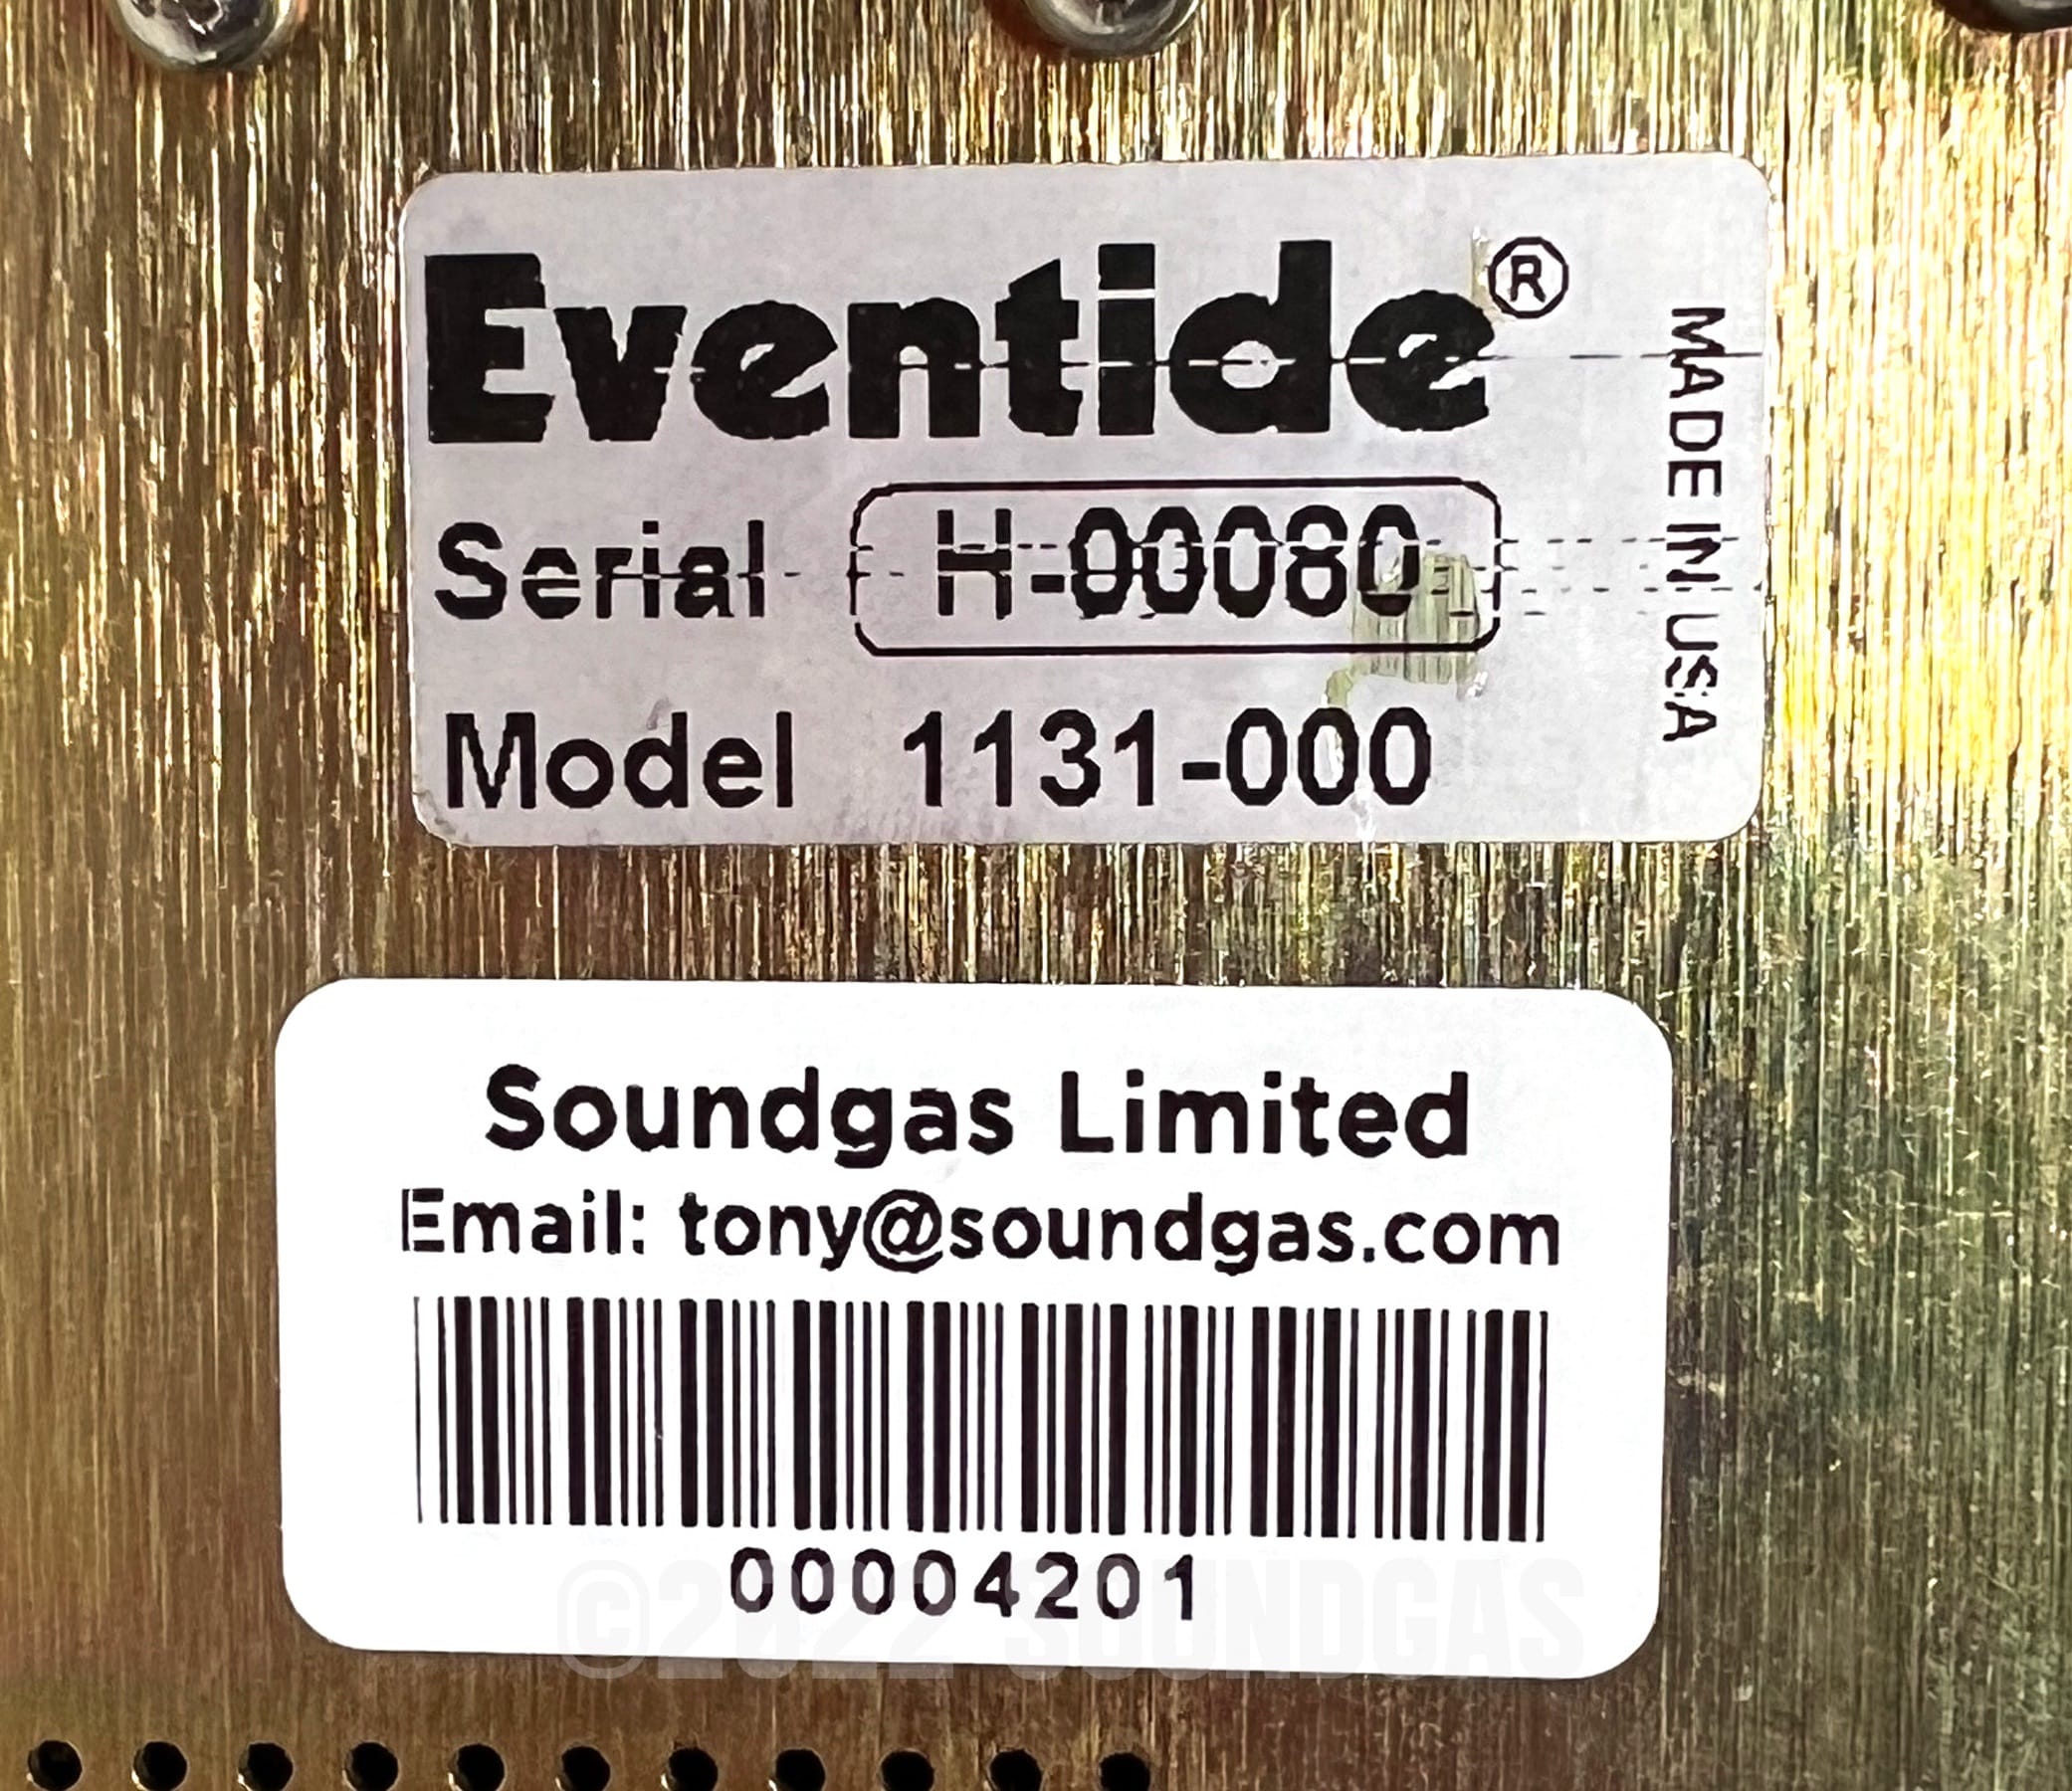 Eventide®
Serial H-00080
Model 1131-000
MADE IN USA
Soundgas Limited
Email: tony@soundgas.com
00004201
©2022 SOUNDGAS